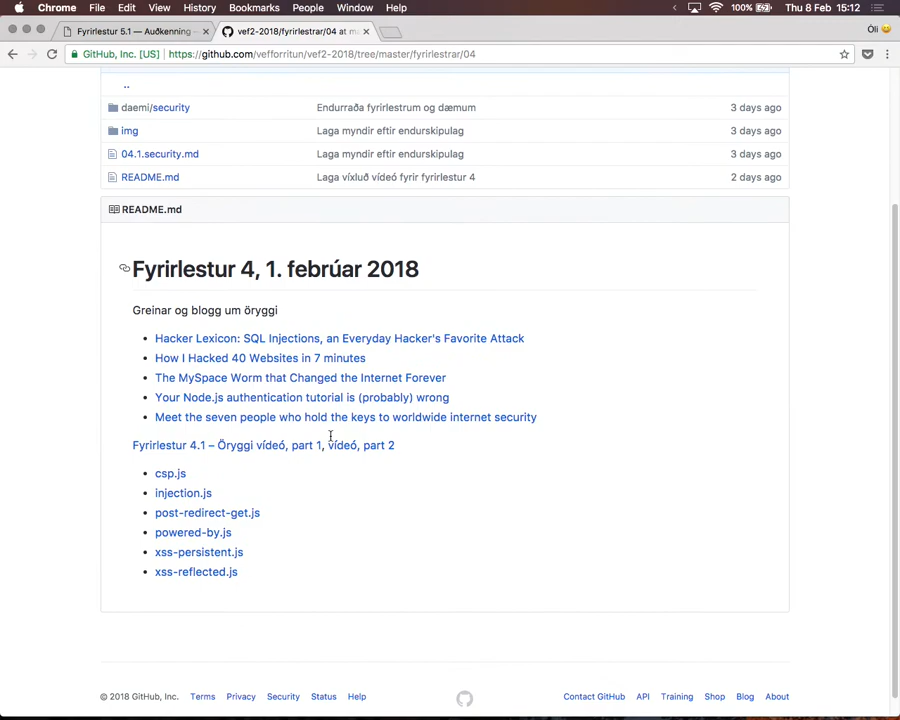 Chrome File Edit View History Bookmarks People Window Help 100% Thu 8 Feb 15:12
Fyrirlestur 5.1 — Auðkenning – vef2-2018/fyrirlestrar/04 at m Óli
GitHub, Inc. [US] https://github.com/vefforritun/vef2-2018/tree/master/fyrirlestrar/04
..
daemi/security Endurraða fyrirlestrum og dæmum 3 days ago
img Laga myndir eftir endurskipulag 3 days ago
04.1.security.md Laga myndir eftir endurskipulag 3 days ago
README.md Laga víxluð vídeó fyrir fyrirlestur 4 2 days ago
README.md
Fyrirlestur 4, 1. febrúar 2018
Greinar og blogg um öryggi
• Hacker Lexicon: SQL Injections, an Everyday Hacker's Favorite Attack
• How I Hacked 40 Websites in 7 minutes
• The MySpace Worm that Changed the Internet Forever
• Your Node.js authentication tutorial is (probably) wrong
• Meet the seven people who hold the keys to worldwide internet security
Fyrirlestur 4.1 – Öryggi vídeó, part 1, vídeó, part 2
• csp.js
• injection.js
• post-redirect-get.js
• powered-by.js
• xss-persistent.js
• xss-reflected.js
© 2018 GitHub, Inc. Terms Privacy Security Status Help Contact GitHub API Training Shop Blog About